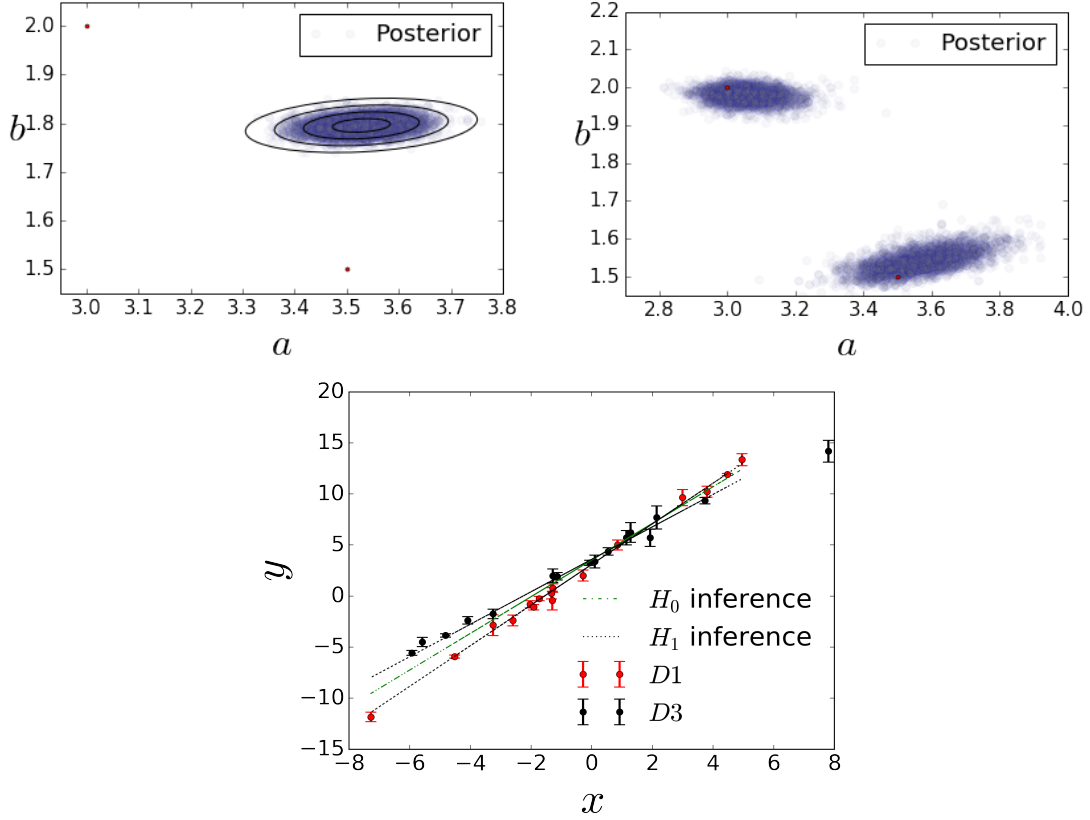 2.0
1.9
1.8
1.7
1.6
1.5
b
3.0 3.1 3.2 3.3 3.4 3.5 3.6 3.7 3.8
a
Posterior
2.2
2.1
2.0
1.9
1.8
1.7
1.6
1.5
b
2.8 3.0 3.2 3.4 3.6 3.8 4.0
a
Posterior
20
15
10
5
0
−5
−10
−15
y
−8 −6 −4 −2 0 2 4 6 8
x
H0 inference
H1 inference
D1
D3